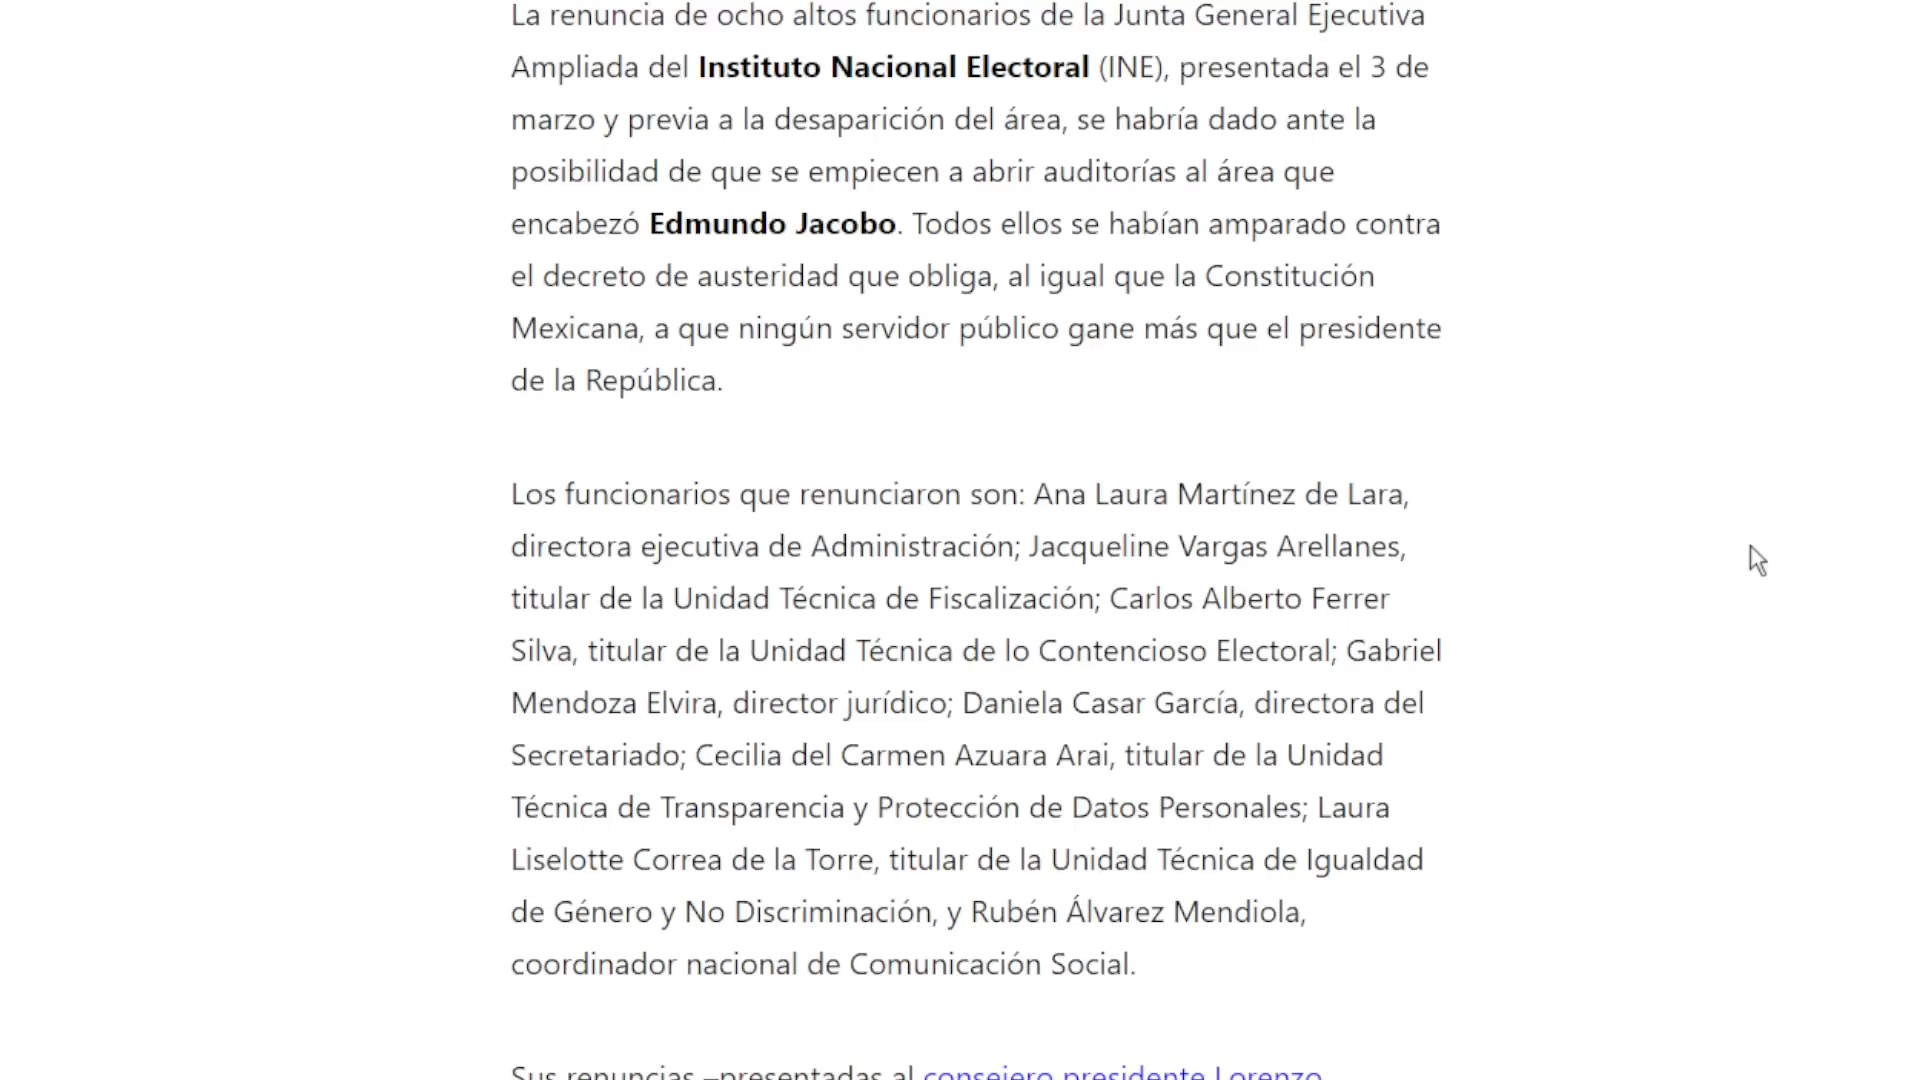 La renuncia de ocho altos funcionarios de la Junta General Ejecutiva
Ampliada del Instituto Nacional Electoral (INE), presentada el 3 de
marzo y previa a la desaparición del área, se habría dado ante la
posibilidad de que se empiecen a abrir auditorías al área que
encabezó Edmundo Jacobo. Todos ellos se habían amparado contra
el decreto de austeridad que obliga, al igual que la Constitución
Mexicana, a que ningún servidor público gane más que el presidente
de la República.
Los funcionarios que renunciaron son: Ana Laura Martínez de Lara,
directora ejecutiva de Administración; Jacqueline Vargas Arellanes,
titular de la Unidad Técnica de Fiscalización; Carlos Alberto Ferrer
Silva, titular de la Unidad Técnica de lo Contencioso Electoral; Gabriel
Mendoza Elvira, director jurídico; Daniela Casar García, directora del
Secretariado; Cecilia del Carmen Azuara Arai, titular de la Unidad
Técnica de Transparencia y Protección de Datos Personales; Laura
Liselotte Correa de la Torre, titular de la Unidad Técnica de Igualdad
de Género y No Discriminación, y Rubén Álvarez Mendiola,
coordinador nacional de Comunicación Social.
Sus renuncias –presentadas al consejero presidente Lorenzo